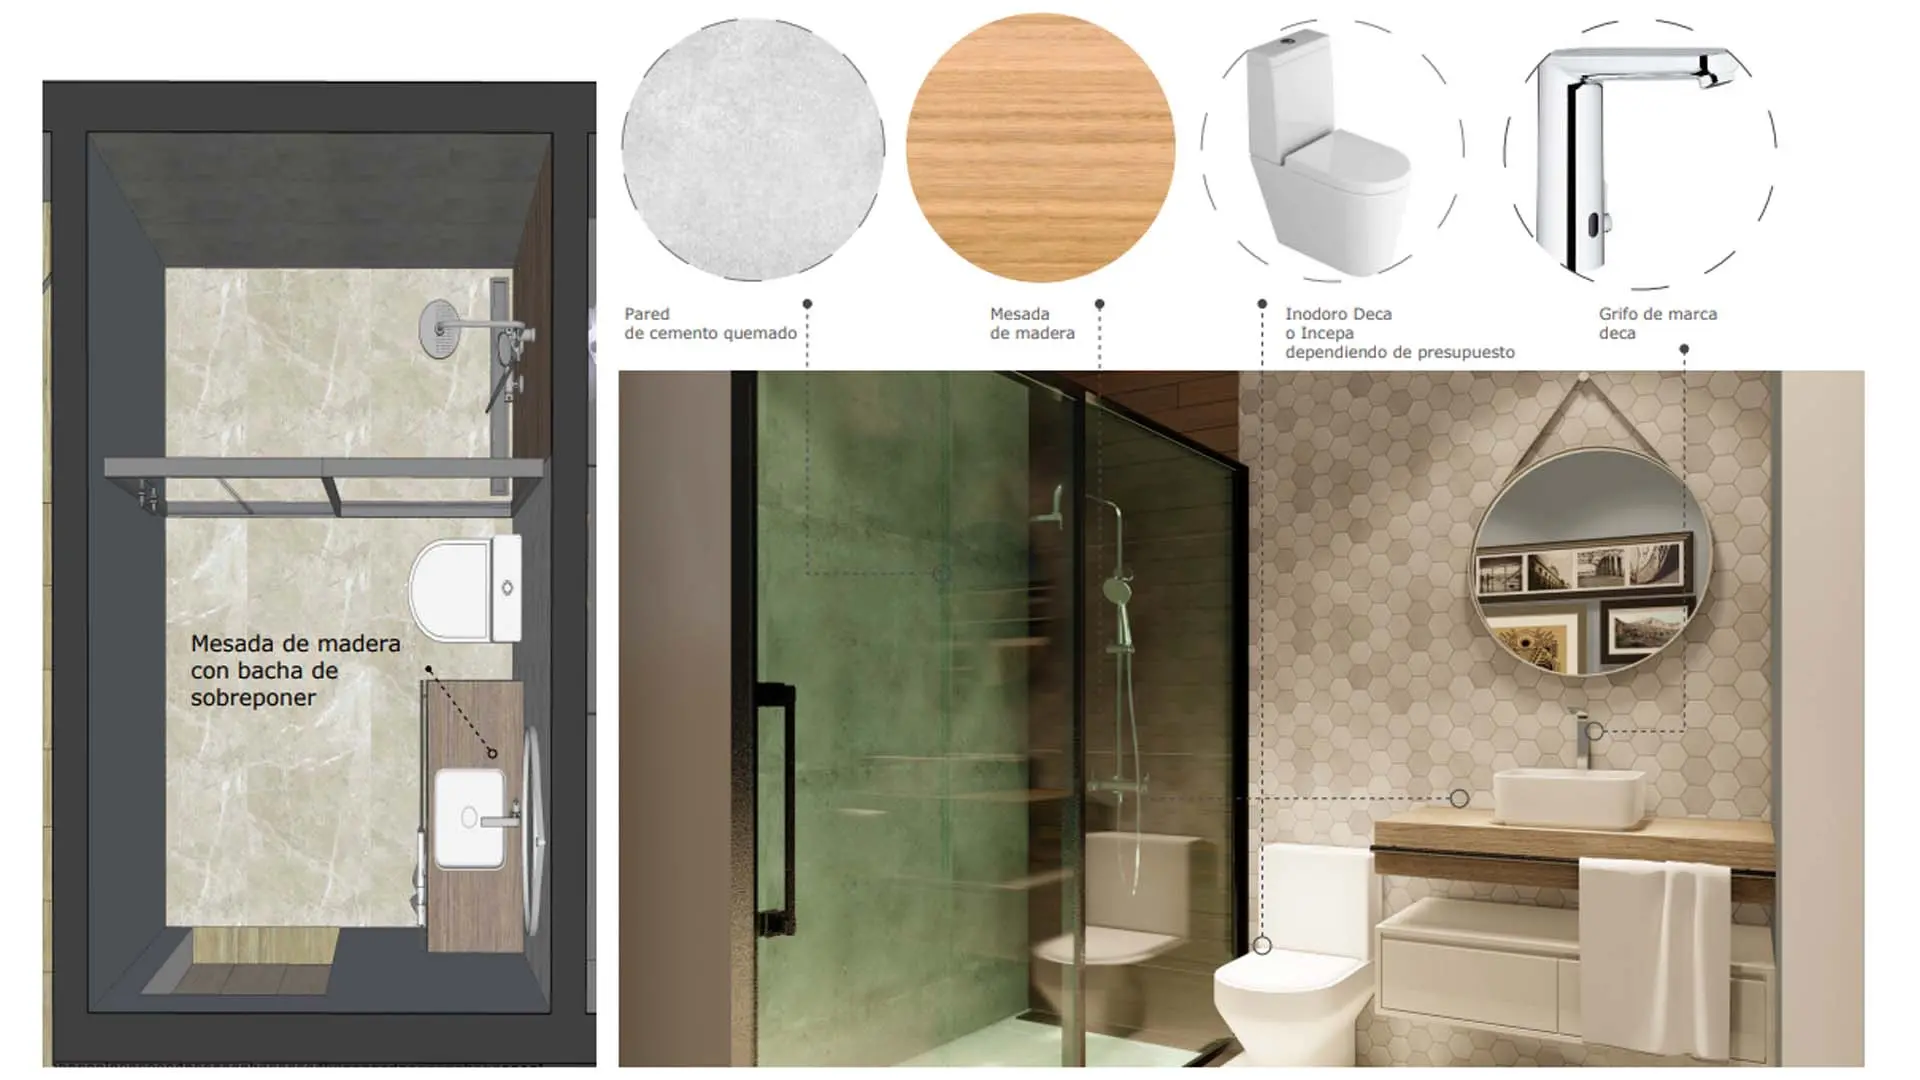 Pared
de cemento quemado
Mesada
de madera
Inodoro Deca
o Incepa
dependiendo de presupuesto
Grifo de marca
deca
Mesada de madera
con bacha de
sobreponer